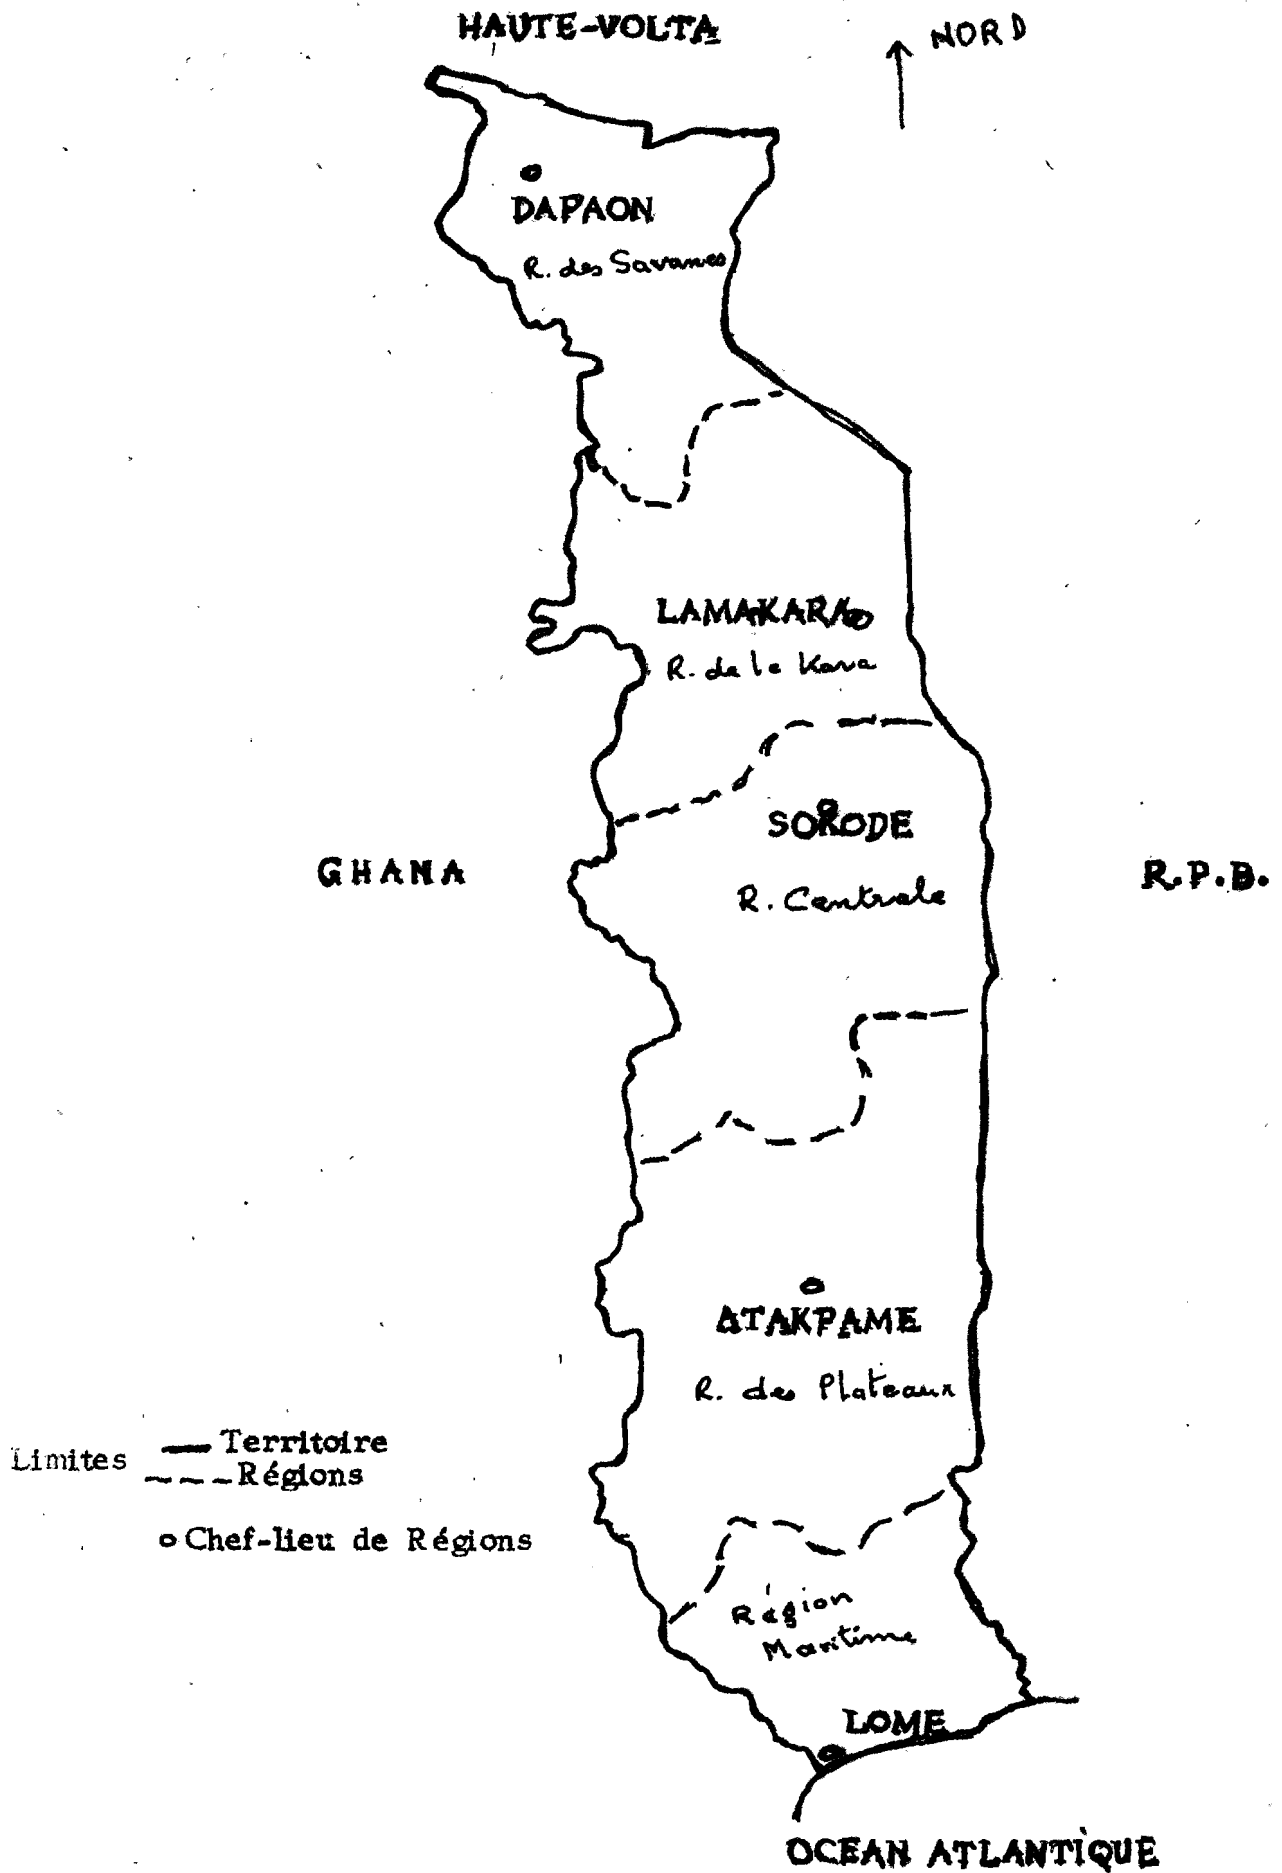 HAUTE-VOLTA
NORD
DAPAON
R. des Savanes
LAMAKARA
R. de la Kara
SOKODE
R. Centrale
GHANA
R.P.B.
ATAKPAME
R. des Plateaux
Limites
Territoire
Régions
Chef-lieu de Régions
Région
Maritime
LOME
OCEAN ATLANTIQUE